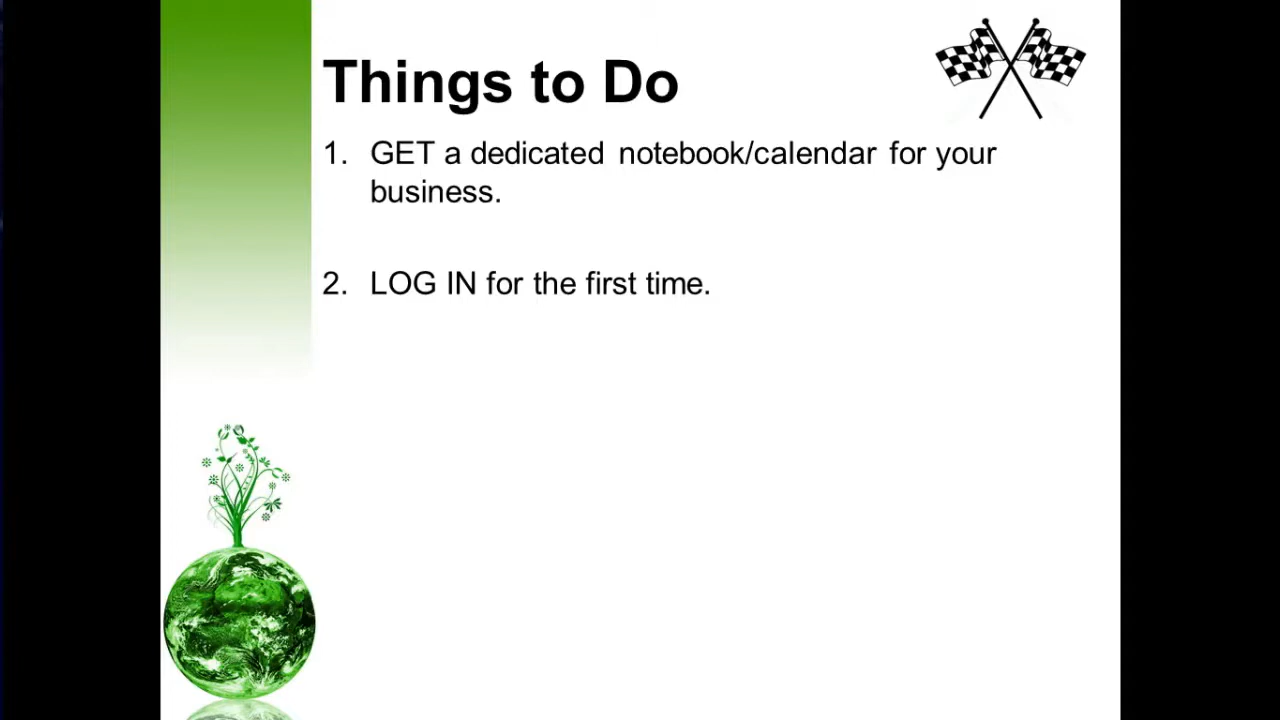 Things to Do
1. GET a dedicated notebook/calendar for your
business.
2. LOG IN for the first time.